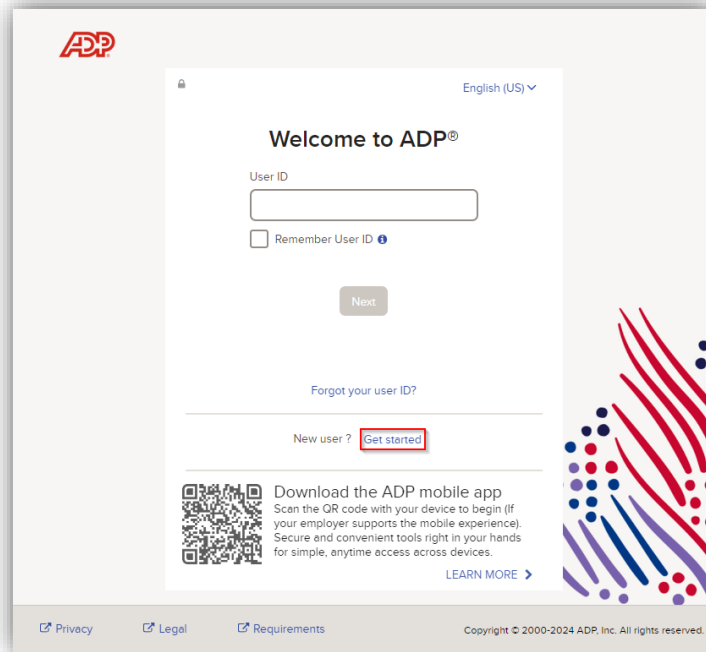 ADP
English (US)
Welcome to ADP®
User ID
Remember User ID
Next
Forgot your user ID?
New user ? Get started
Download the ADP mobile app
Scan the QR code with your device to begin (If
your employer supports the mobile experience).
Secure and convenient tools right in your hands
for simple, anytime access across devices.
LEARN MORE
Privacy Legal Requirements Copyright © 2000-2024 ADP, Inc. All rights reserved.